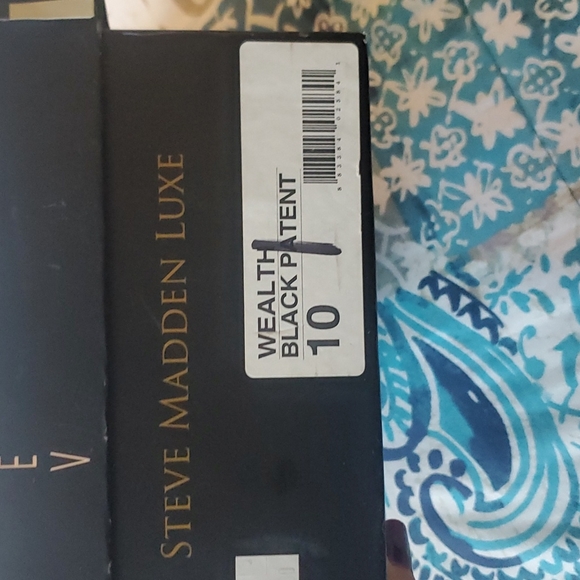 STEVE MADDEN LUXE
WEALTH
BLACK PATENT
10
E V